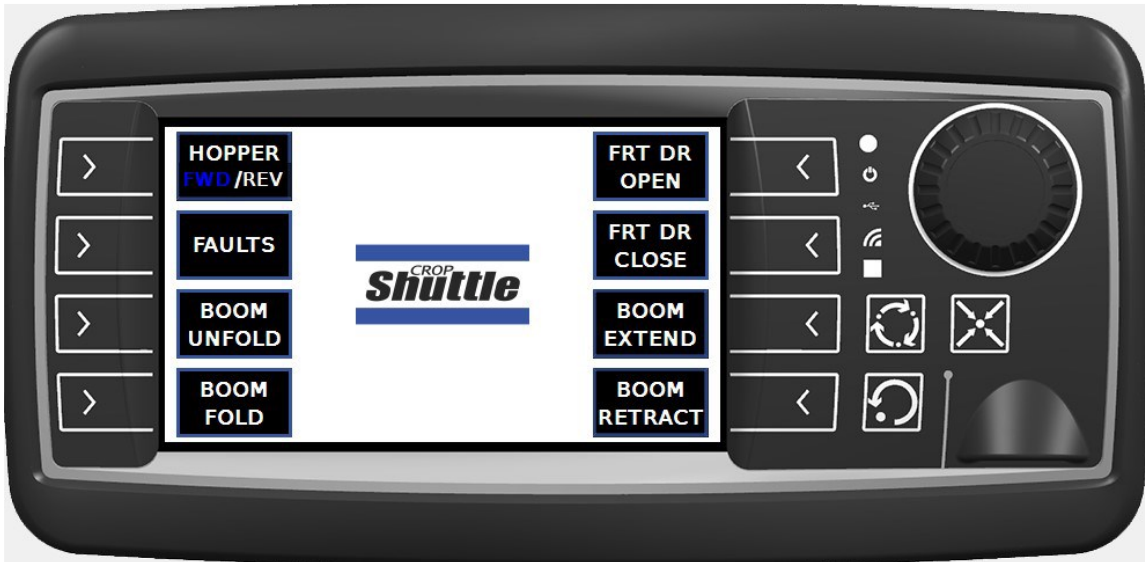 HOPPER
FWD/REV
FAULTS
BOOM
UNFOLD
BOOM
FOLD
CROP
Shuttle
FRT DR
OPEN
FRT DR
CLOSE
BOOM
EXTEND
BOOM
RETRACT